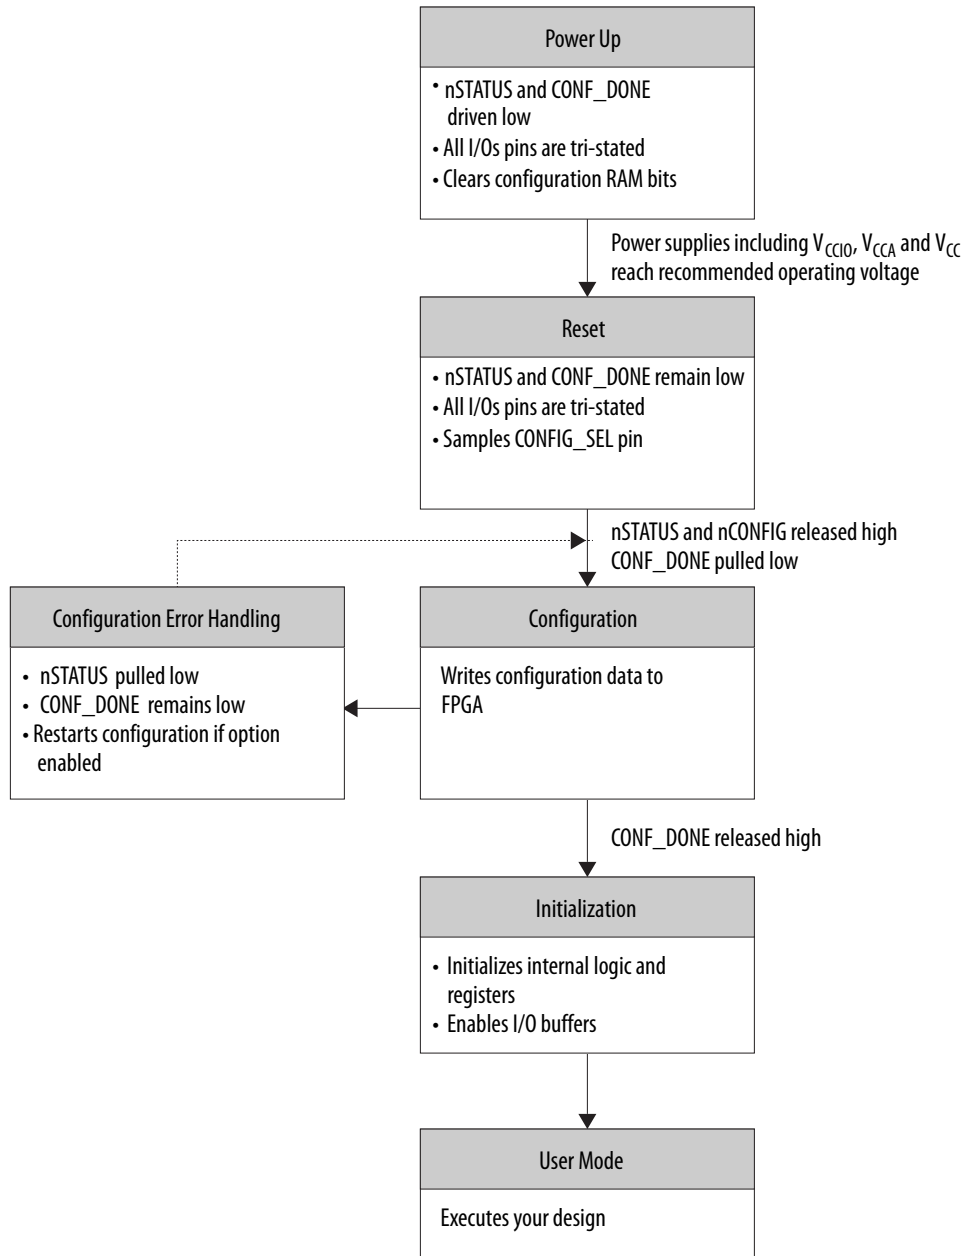 Power Up
• nSTATUS and CONF_DONE
driven low
• All I/Os pins are tri-stated
• Clears configuration RAM bits
Power supplies including VCCIO, VCCA and VCC
reach recommended operating voltage
Reset
• nSTATUS and CONF_DONE remain low
• All I/Os pins are tri-stated
• Samples CONFIG_SEL pin
nSTATUS and nCONFIG released high
CONF_DONE pulled low
Configuration Error Handling
• nSTATUS pulled low
• CONF_DONE remains low
• Restarts configuration if option
enabled
Configuration
Writes configuration data to
FPGA
CONF_DONE released high
Initialization
• Initializes internal logic and
registers
• Enables I/O buffers
User Mode
Executes your design